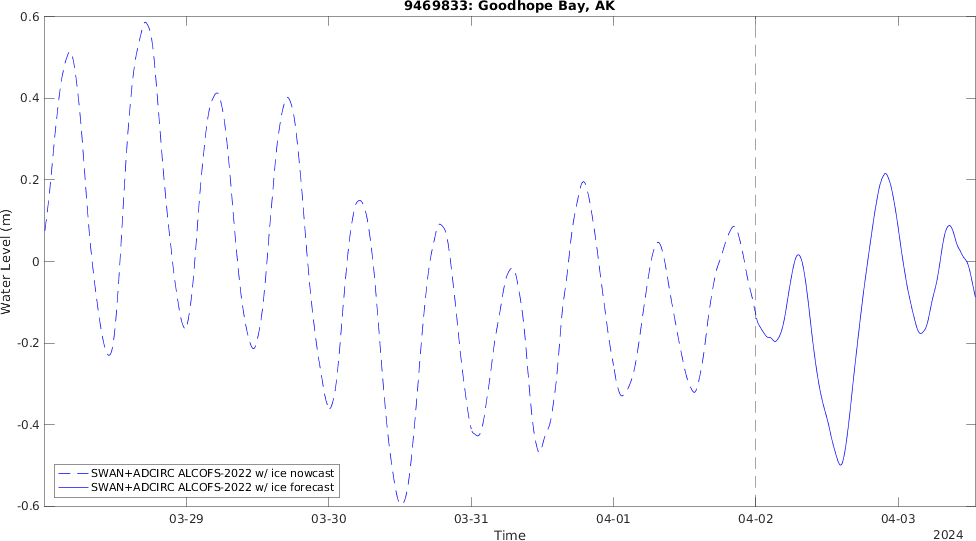 9469833: Goodhope Bay, AK
0.6
0.4
0.2
0
-0.2
-0.4
-0.6
Water Level (m)
SWAN+ADCIRC ALCOFS-2022 w/ ice nowcast
SWAN+ADCIRC ALCOFS-2022 w/ ice forecast
03-29
03-30
03-31
04-01
04-02
04-03
Time
2024